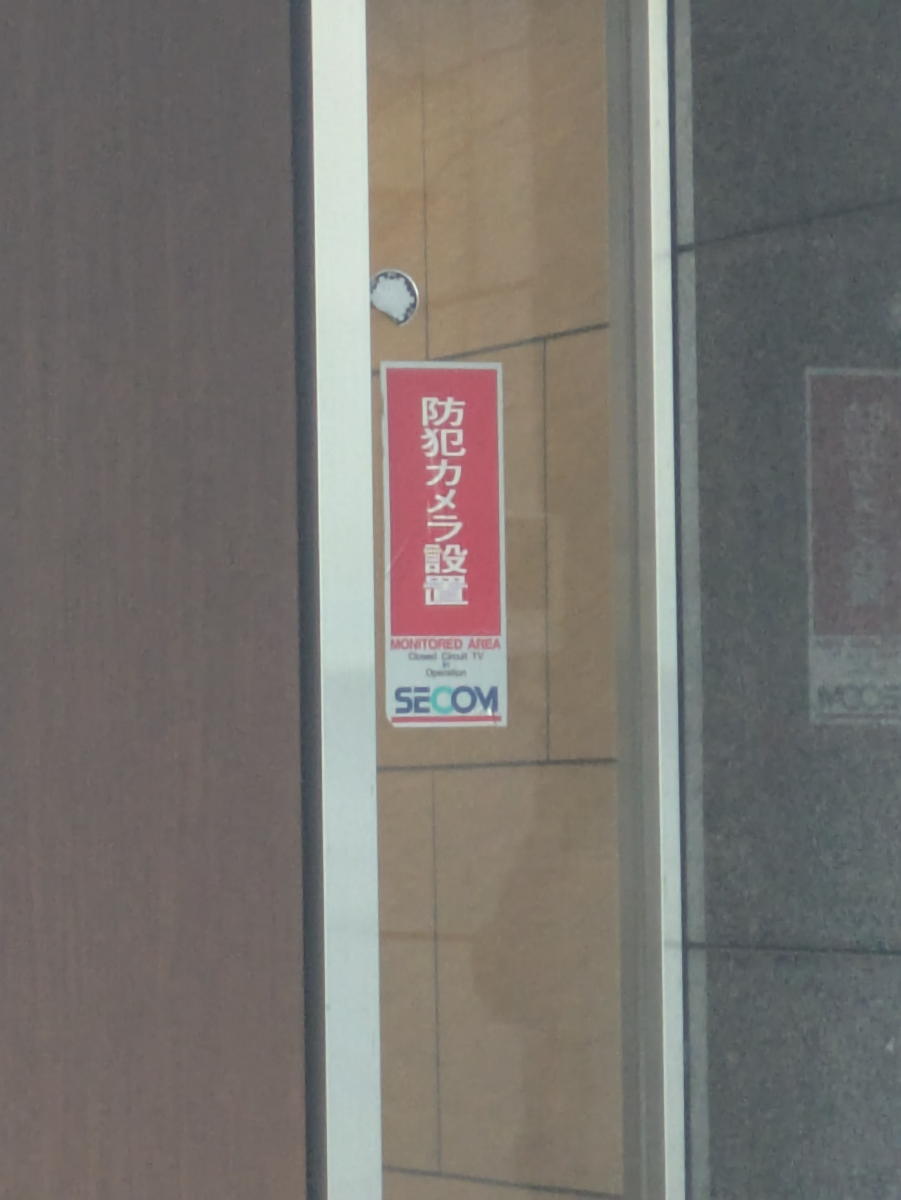 防犯カメラ設置
MONITORED AREA
Closed Circuit TV
in
Operation
SECOM